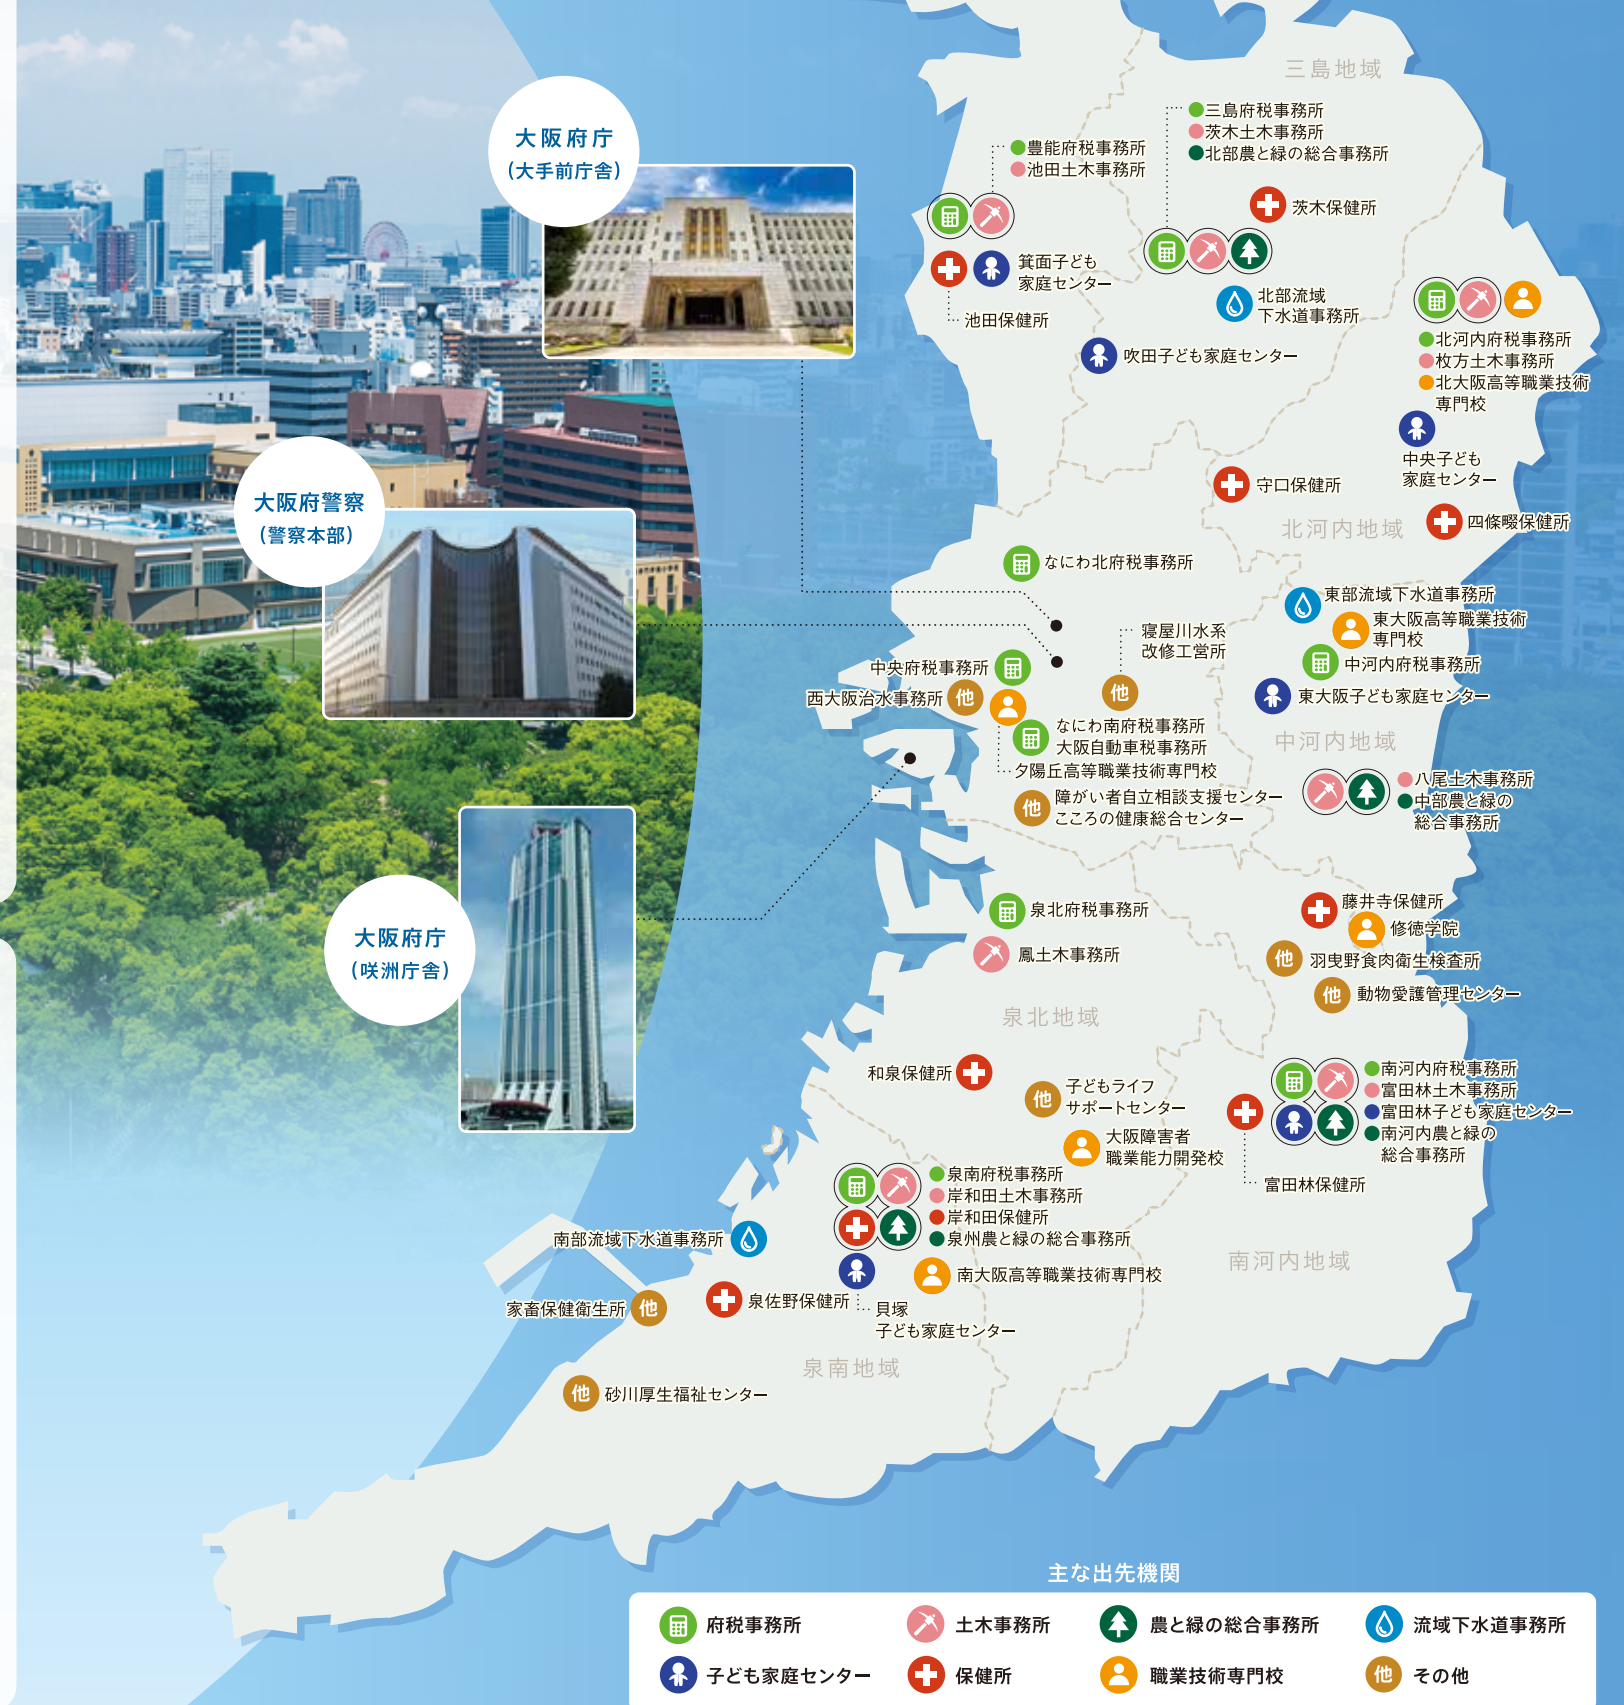 大阪府庁
（大手前庁舎）
大阪府警察
（警察本部）
大阪府庁
（咲洲庁舎）
三島地域
三島府税事務所
茨木土木事務所
北部農と緑の総合事務所
豊能府税事務所
池田土木事務所
茨木保健所
箕面子ども
家庭センター
池田保健所
北部流域
下水道事務所
吹田子ども家庭センター
北河内府税事務所
枚方土木事務所
北大阪高等職業技術
専門校
中央子ども
家庭センター
守口保健所
四條畷保健所
北河内地域
なにわ北府税事務所
東部流域下水道事務所
東大阪高等職業技術
専門校
中河内府税事務所
東大阪子ども家庭センター
中河内地域
寝屋川水系
改修工営所
他
中央府税事務所
西大阪治水事務所
他
なにわ南府税事務所
大阪自動車税事務所
夕陽丘高等職業技術専門校
他
障がい者自立相談支援センター
こころの健康総合センター
八尾土木事務所
中部農と緑の
総合事務所
泉北府税事務所
鳳土木事務所
藤井寺保健所
修徳学院
他
羽曳野食肉衛生検査所
他
動物愛護管理センター
泉北地域
和泉保健所
他
子どもライフ
サポートセンター
大阪障害者
職業能力開発校
南河内府税事務所
富田林土木事務所
富田林子ども家庭センター
南河内農と緑の
総合事務所
富田林保健所
泉南府税事務所
岸和田土木事務所
岸和田保健所
泉州農と緑の総合事務所
南部流域下水道事務所
南大阪高等職業技術専門校
南河内地域
家畜保健衛生所
他
泉佐野保健所
貝塚
子ども家庭センター
泉南地域
他
砂川厚生福祉センター
主な出先機関
府税事務所
土木事務所
農と緑の総合事務所
流域下水道事務所
子ども家庭センター
保健所
職業技術専門校
他
その他